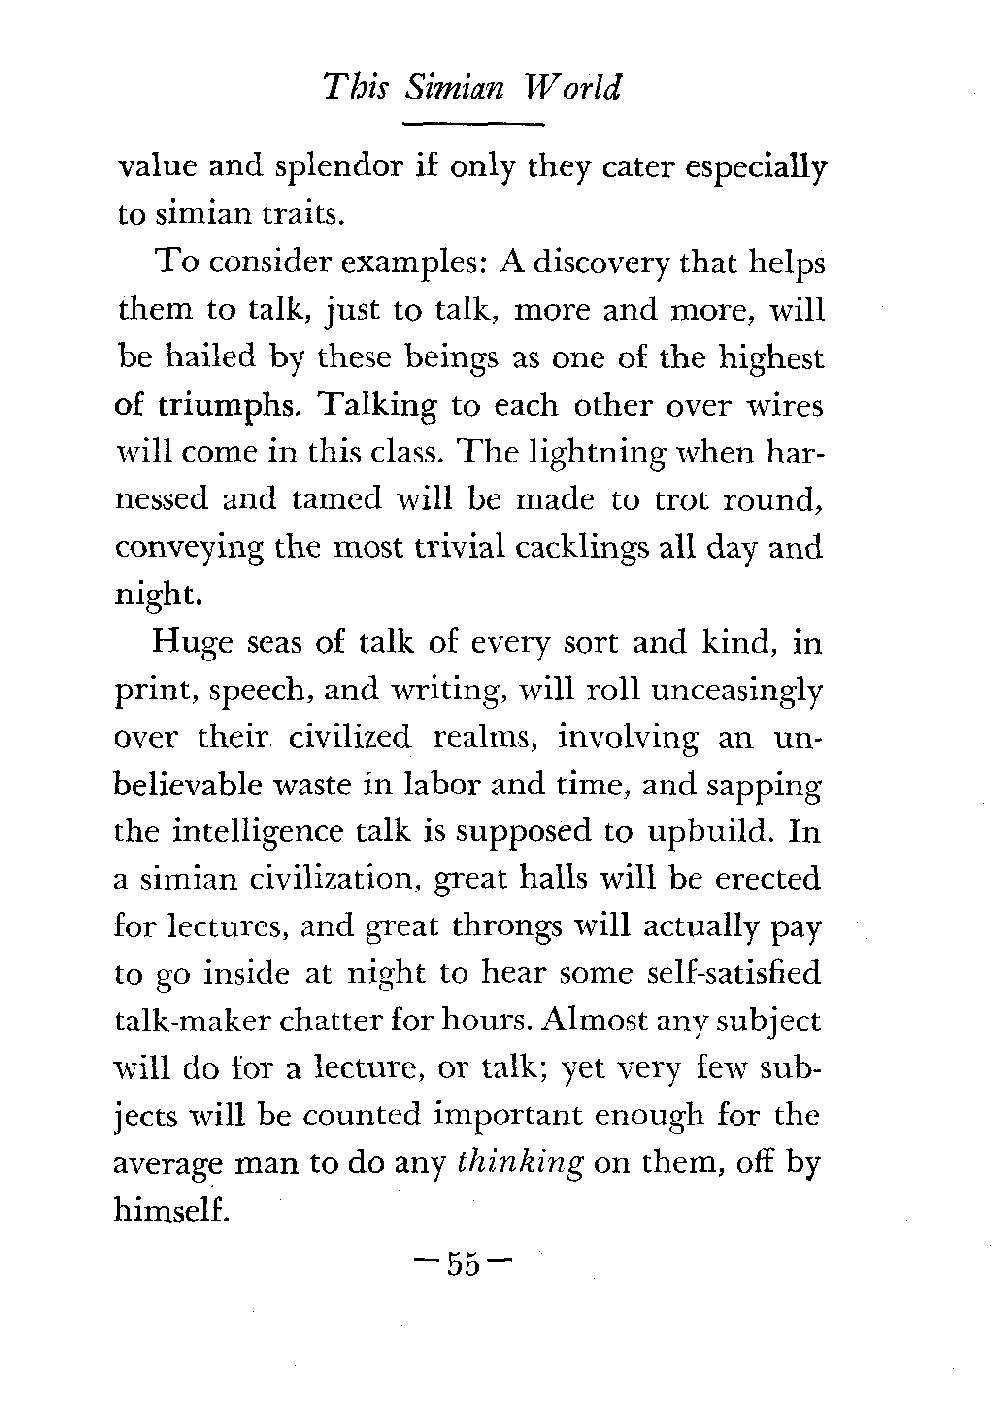 This Simian World
value and splendor if only they cater especially
to simian traits.
To consider examples: A discovery that helps
them to talk, just to talk, more and more, will
be hailed by these beings as one of the highest
of triumphs. Talking to each other over wires
will come in this class. The lightning when har-
nessed and tamed will be made to trot round,
conveying the most trivial cacklings all day and
night.
Huge seas of talk of every sort and kind, in
print, speech, and writing, will roll unceasingly
over their civilized realms, involving an un-
believable waste in labor and time, and sapping
the intelligence talk is supposed to upbuild. In
a simian civilization, great halls will be erected
for lectures, and great throngs will actually pay
to go inside at night to hear some self-satisfied
talk-maker chatter for hours. Almost any subject
will do for a lecture, or talk; yet very few sub-
jects will be counted important enough for the
average man to do any thinking on them, off by
himself.
— 55 —